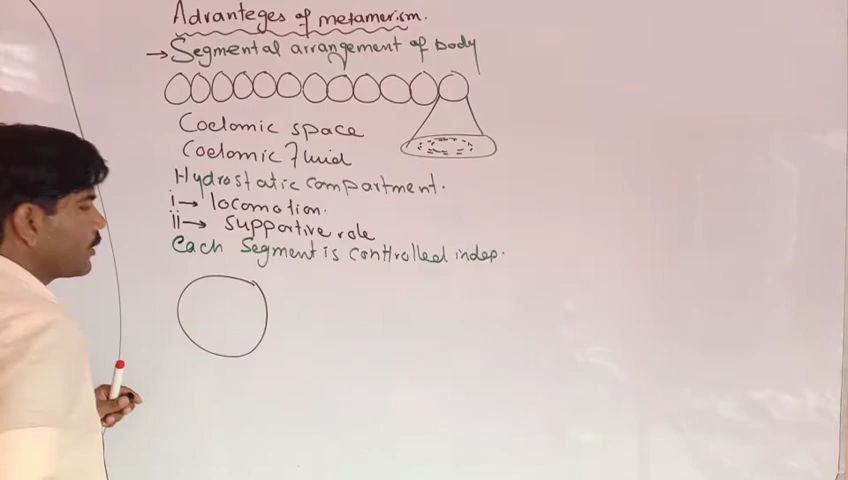 Advanteges of metamerism.
→ Segmental arrangement of body
Coelomic space
Coelomic Fluid
Hydrostatic compartment.
i → locomotion.
ii → supportive role
Each Segment is controlled indep.